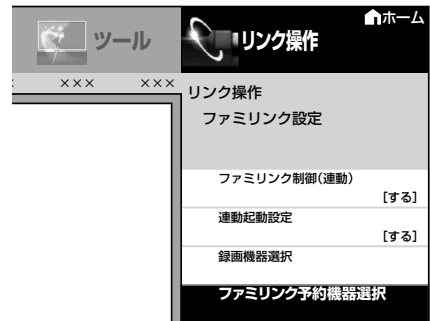 ホーム
ツール
リンク操作
××× ×××
リンク操作
ファミリンク設定
ファミリンク制御(連動)
[する]
連動起動設定
[する]
録画機器選択
ファミリンク予約機器選択